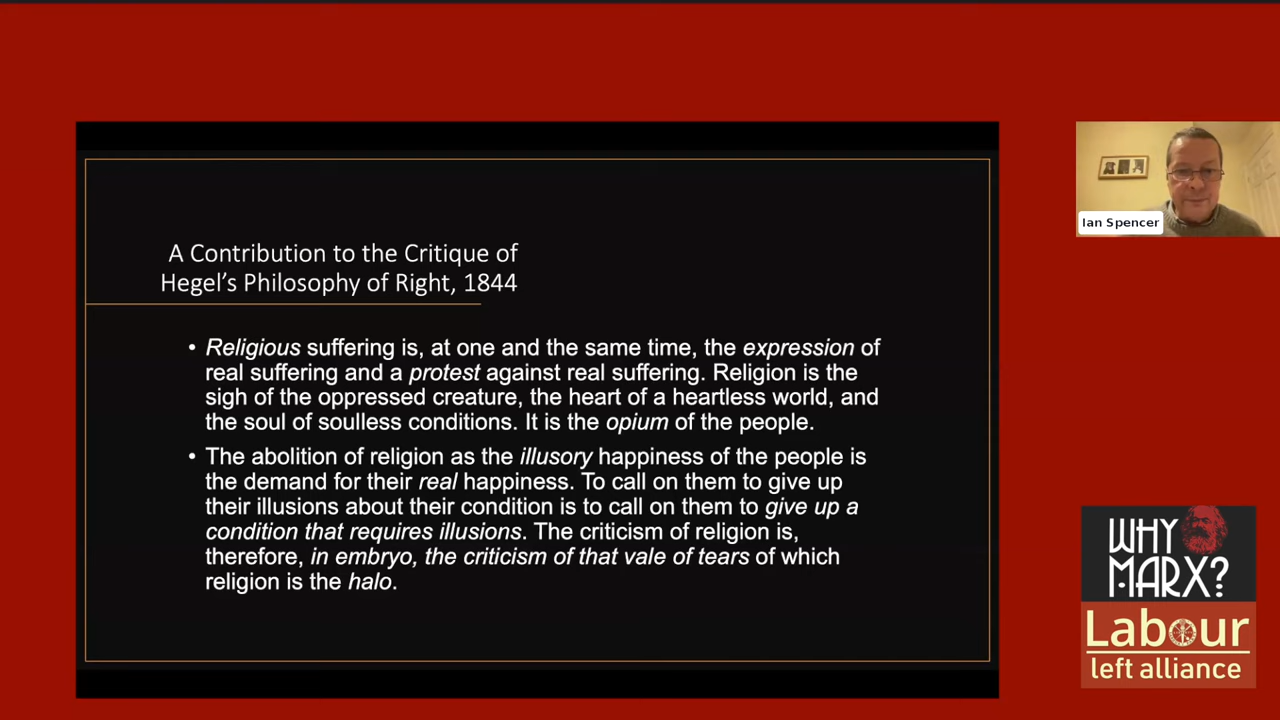 A Contribution to the Critique of
Hegel’s Philosophy of Right, 1844
• Religious suffering is, at one and the same time, the expression of
real suffering and a protest against real suffering. Religion is the
sigh of the oppressed creature, the heart of a heartless world, and
the soul of soulless conditions. It is the opium of the people.
• The abolition of religion as the illusory happiness of the people is
the demand for their real happiness. To call on them to give up
their illusions about their condition is to call on them to give up a
condition that requires illusions. The criticism of religion is,
therefore, in embryo, the criticism of that vale of tears of which
religion is the halo.
Ian Spencer
WHY
MARX?
Labour
left alliance